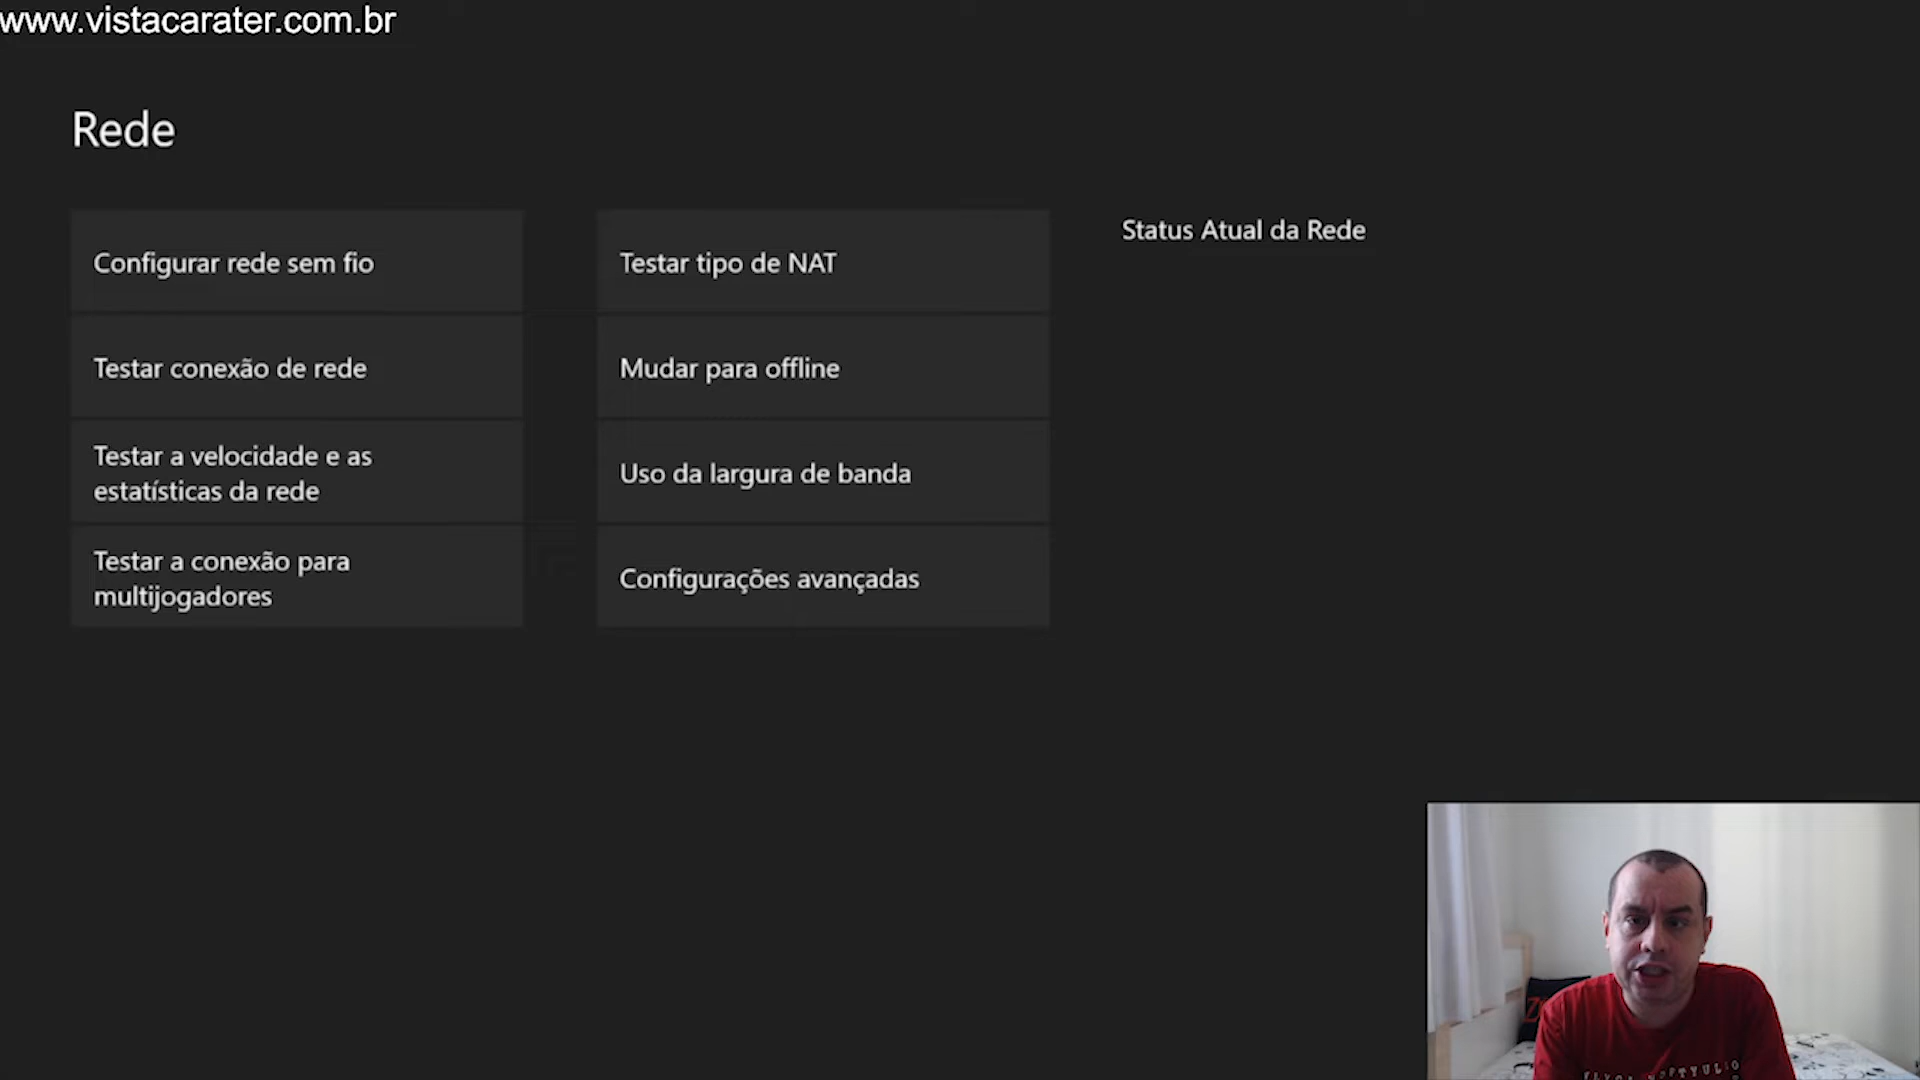 www.vistacarater.com.br
Rede
Configurar rede sem fio
Testar conexão de rede
Testar a velocidade e as
estatísticas da rede
Testar a conexão para
multijogadores
Testar tipo de NAT
Mudar para offline
Uso da largura de banda
Configurações avançadas
Status Atual da Rede